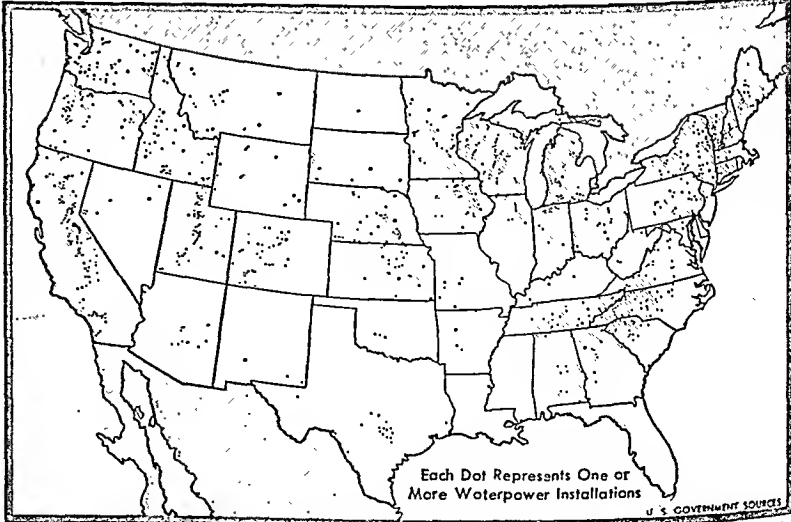 Each Dot Represents One or
More Waterpower Installations
U. S. GOVERNMENT SOURCES